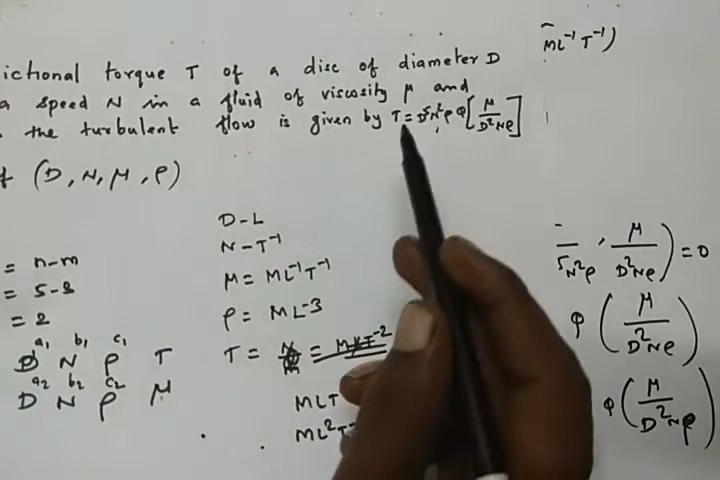 ictional torque T of a disc of diameter D
a speed N in a fluid of viscosity μ and
the turbulent flow is given by T = D⁵N²ρ φ[μ/D²Nρ]
f (D, N, μ, ρ)
= n-m
= 5-3
= 2
D^a₁ N^b₁ ρ^c₁ T
D^a₂ N^b₂ ρ^c₂ μ
D-L
N-T⁻¹
μ = ML⁻¹T⁻¹
ρ = ML⁻³
T =
MLT
ML²T⁻
ML⁻¹T⁻¹)
⁵N²ρ , μ/D²Nρ) = 0
φ(μ/D²Nρ)
φ(μ/D²Nρ)